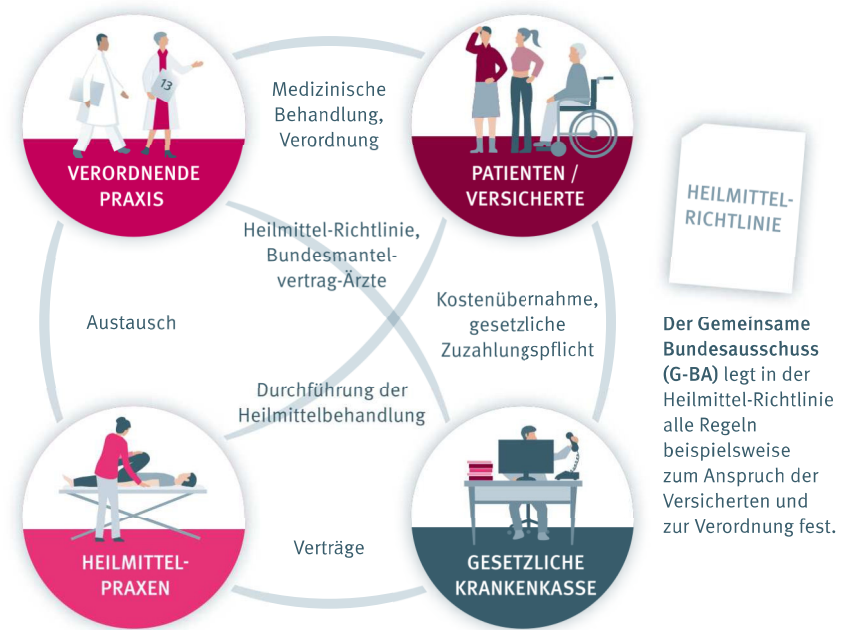 13
VERORDNENDE
PRAXIS
Medizinische
Behandlung,
Verordnung
PATIENTEN /
VERSICHERTE
HEILMITTEL-
RICHTLINIE
Heilmittel-Richtlinie,
Bundesmantel-
vertrag-Ärzte
Austausch
Kostenübernahme,
gesetzliche
Zuzahlungspflicht
Durchführung der
Heilmittelbehandlung
Der Gemeinsame
Bundesausschuss
(G-BA) legt in der
Heilmittel-Richtlinie
alle Regeln
beispielsweise
zum Anspruch der
Versicherten und
zur Verordnung fest.
HEILMITTEL-
PRAXEN
Verträge
GESETZLICHE
KRANKENKASSE